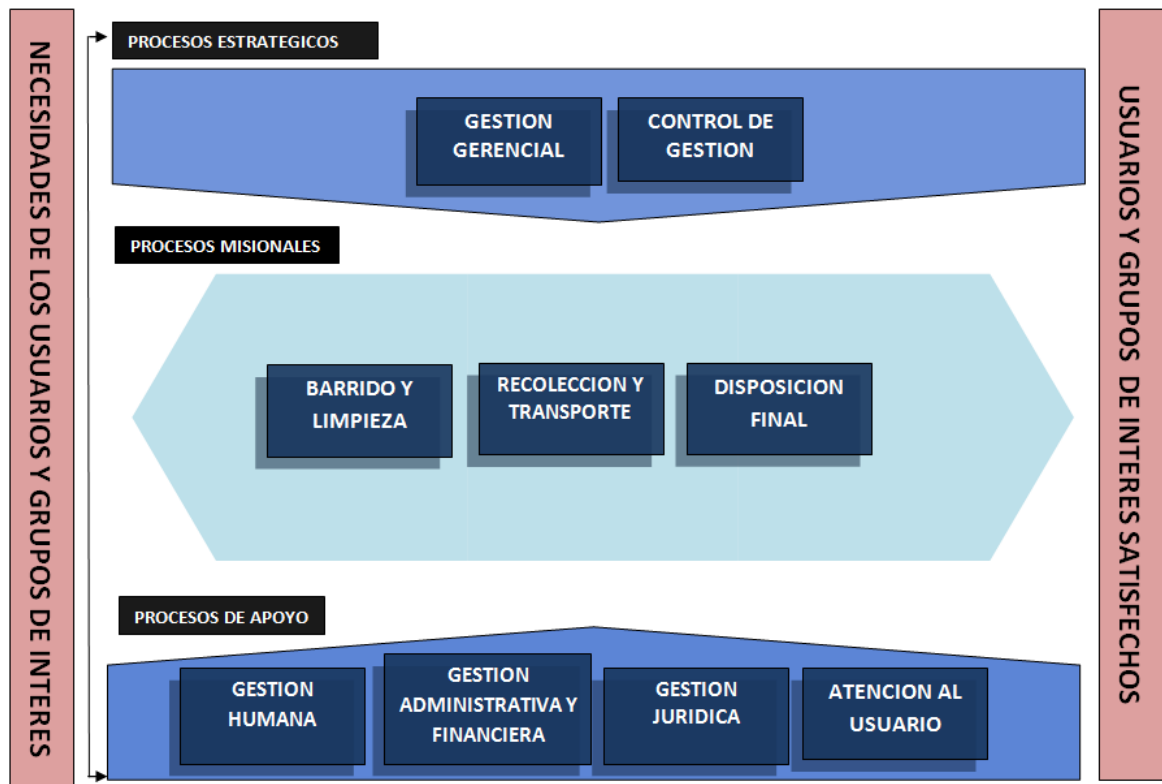 NECESIDADES DE LOS USUARIOS Y GRUPOS DE INTERES
PROCESOS ESTRATEGICOS
GESTION
GERENCIAL
CONTROL DE
GESTION
PROCESOS MISIONALES
BARRIDO Y
LIMPIEZA
RECOLECCION Y
TRANSPORTE
DISPOSICION
FINAL
PROCESOS DE APOYO
GESTION
HUMANA
GESTION
ADMINISTRATIVA Y
FINANCIERA
GESTION
JURIDICA
ATENCION AL
USUARIO
USUARIOS Y GRUPOS DE INTERES SATISFECHOS